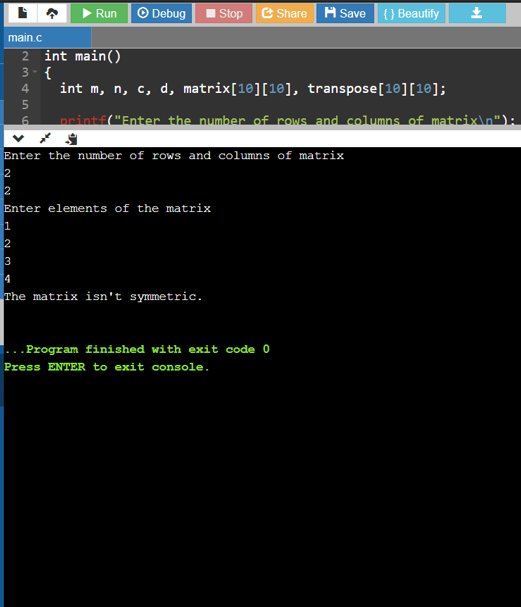 Run Debug Stop Share Save { } Beautify
main.c
2 int main()
3 {
4 int m, n, c, d, matrix[10][10], transpose[10][10];
5
6 printf("Enter the number of rows and columns of matrix\n");
Enter the number of rows and columns of matrix
2
2
Enter elements of the matrix
1
2
3
4
The matrix isn't symmetric.
...Program finished with exit code 0
Press ENTER to exit console.